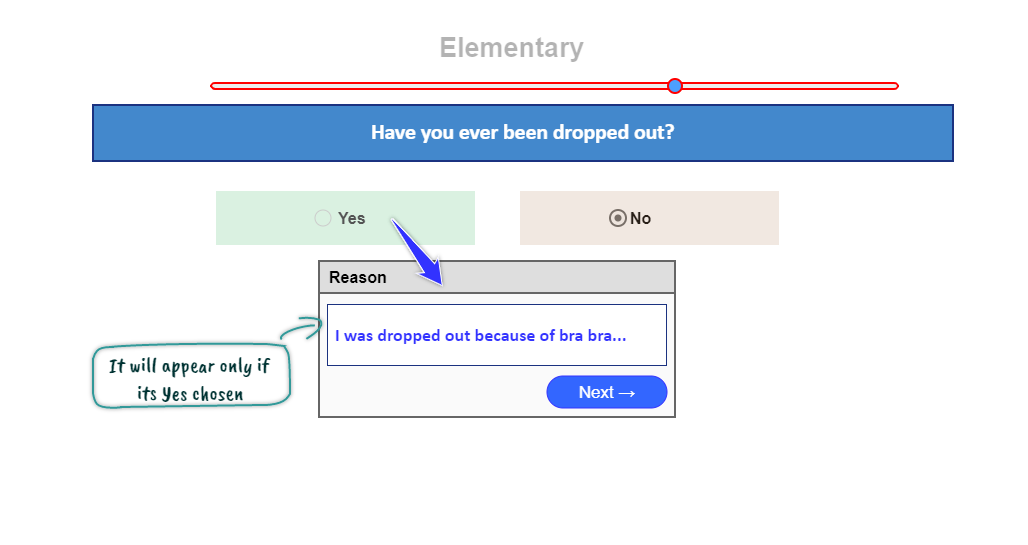 Elementary
Have you ever been dropped out?
Yes
No
Reason
I was dropped out because of bra bra...
Next →
It will appear only if
its Yes chosen